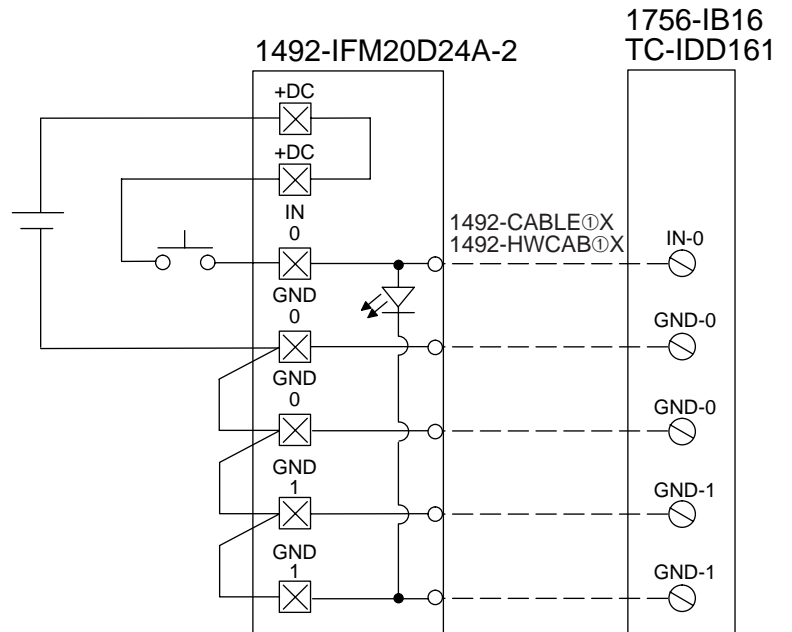 1756-IB16
TC-IDD161
1492-IFM20D24A-2
+DC
+DC
IN
0
1492-CABLE①X
1492-HWCAB①X
IN-0
GND
0
GND-0
GND
0
GND-0
GND
1
GND-1
GND
1
GND-1